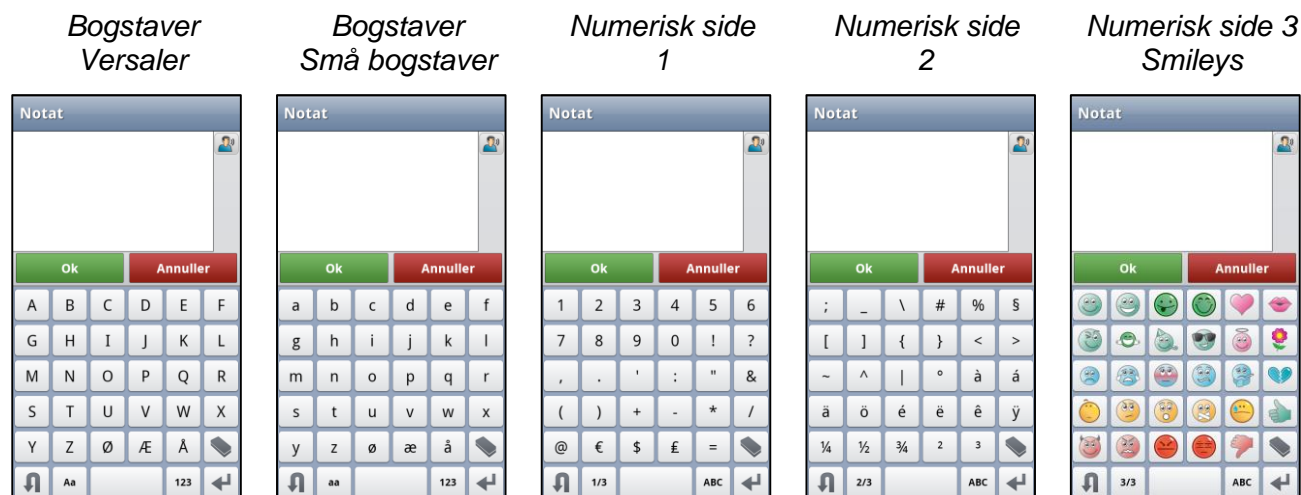 Bogstaver
Versaler
Bogstaver
Små bogstaver
Numerisk side
1
Numerisk side
2
Numerisk side 3
Smileys
Notat
Ok Annuller
A B C D E F
G H I J K L
M N O P Q R
S T U V W X
Y Z Ø Æ Å
Aa 123
Notat
Ok Annuller
a b c d e f
g h i j k l
m n o p q r
s t u v w x
y z ø æ å
aa 123
Notat
Ok Annuller
1 2 3 4 5 6
7 8 9 0 ! ?
, . ' : " &
( ) + - * /
@ € $ ₤ =
1/3 ABC
Notat
Ok Annuller
; _ \ # % §
[ ] { } < >
~ ^ | ° à á
ä ö é ë ê ÿ
¼ ½ ¾ ² ³
2/3 ABC
Notat
Ok Annuller
3/3 ABC